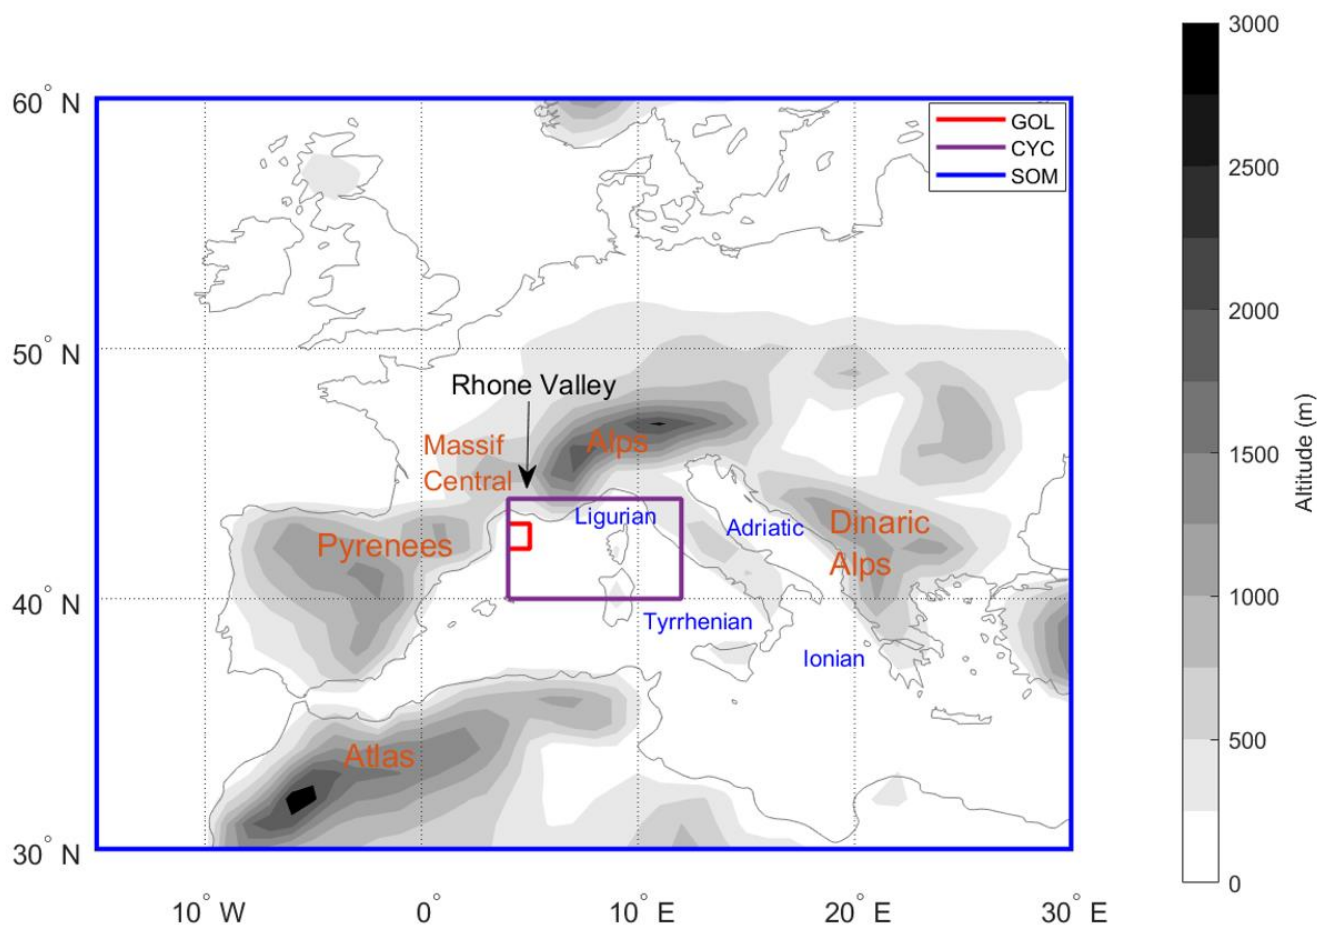 3000
60° N
GOL
CYC
SOM
2500
2000
50° N
Rhone Valley
Massif
Central
Alps
1500
Altitude (m)
Ligurian
Adriatic
Dinaric
Alps
Pyrenees
40° N
1000
Tyrrhenian
Ionian
500
Atlas
30° N
0
10° W
0°
10° E
20° E
30° E